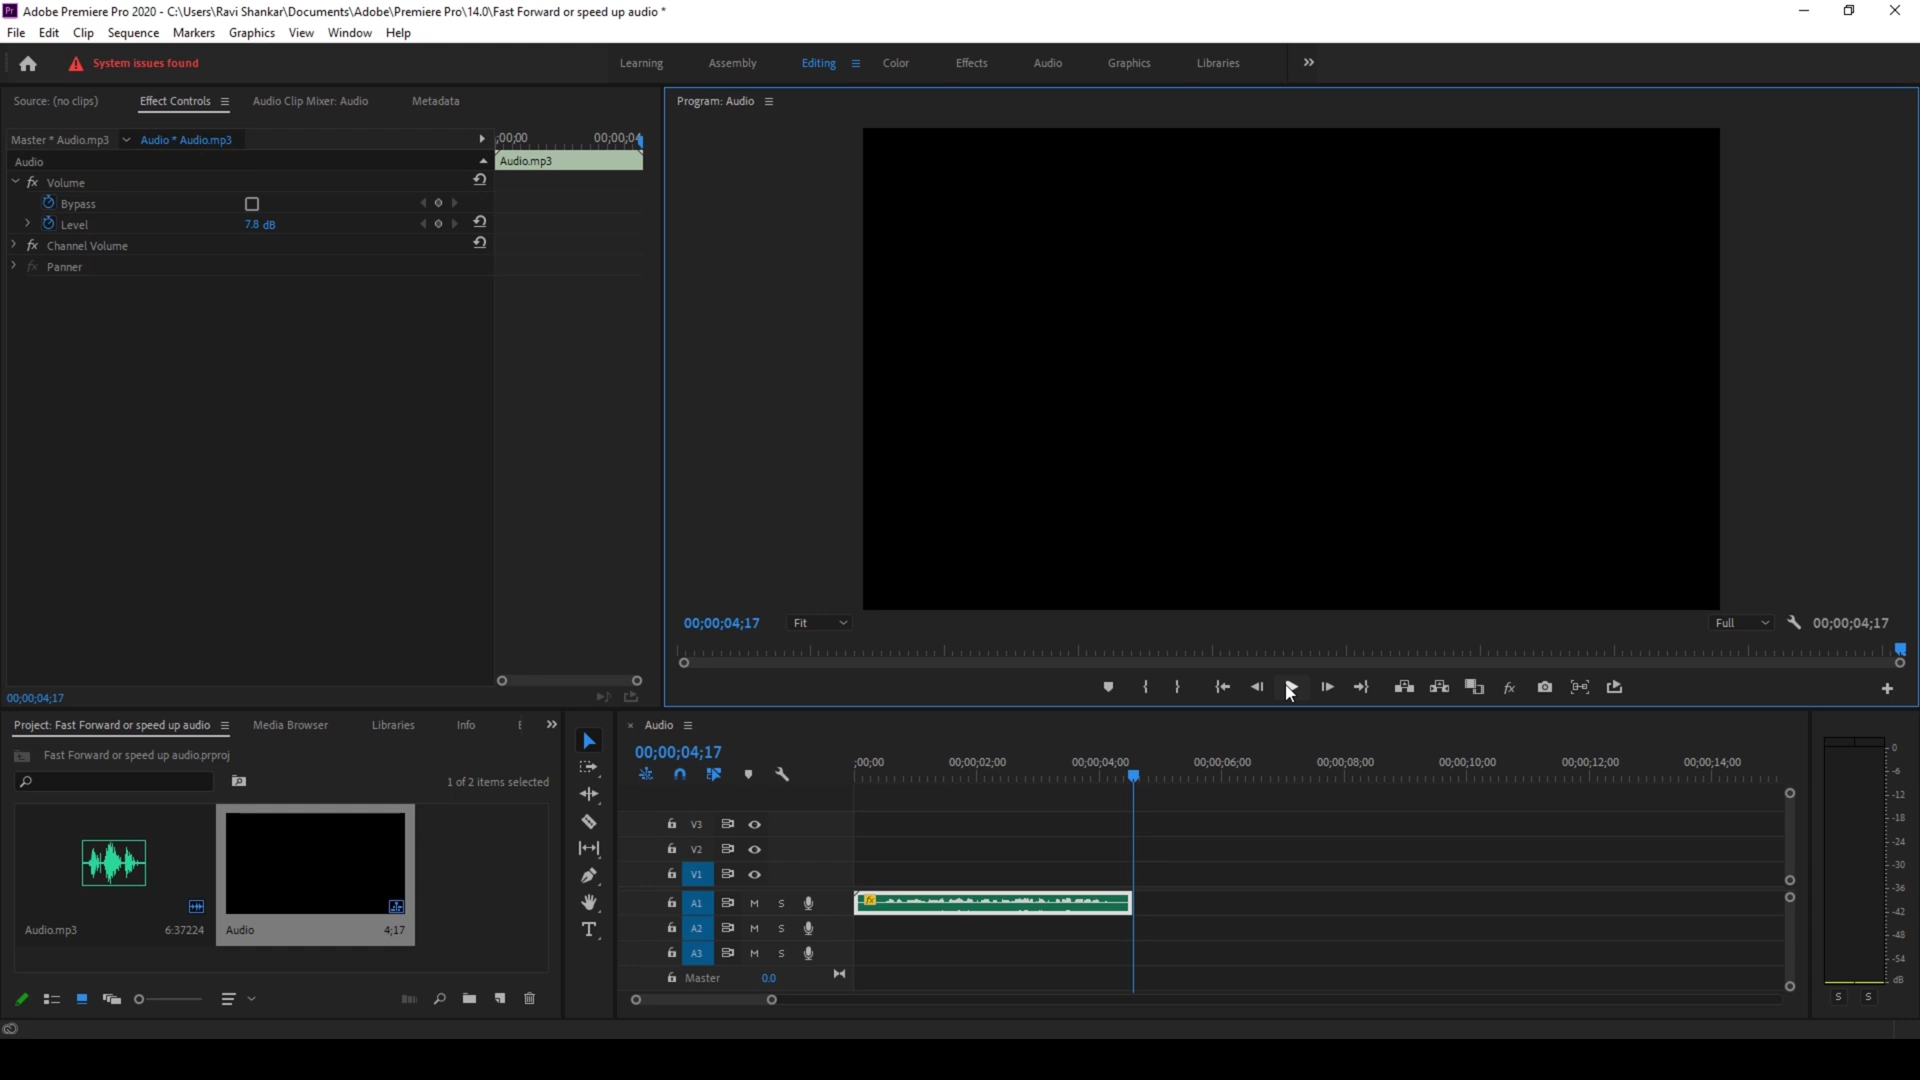 Pr Adobe Premiere Pro 2020 - C:\Users\Ravi Shankar\Documents\Adobe\Premiere Pro\14.0\Fast Forward or speed up audio *
File Edit Clip Sequence Markers Graphics View Window Help
System issues found
Learning Assembly Editing Color Effects Audio Graphics Libraries
Source: (no clips) Effect Controls Audio Clip Mixer: Audio Metadata
Program: Audio
Master * Audio.mp3 Audio * Audio.mp3
;00;00 00;00;04
Audio
Audio.mp3
fx Volume
Bypass
Level 7.8 dB
fx Channel Volume
fx Panner
00;00;04;17 Fit Full 00;00;04;17
00;00;04;17
Project: Fast Forward or speed up audio Media Browser Libraries Info
Fast Forward or speed up audio.prproj
1 of 2 items selected
Audio.mp3 6:37224
Audio 4;17
Audio
00;00;04;17
;00;00 00;00;02;00 00;00;04;00 00;00;06;00 00;00;08;00 00;00;10;00 00;00;12;00 00;00;14;00
V3
V2
V1
A1 M S fx
A2 M S
A3 M S
Master 0.0
0
-6
-12
-18
-24
-30
-36
-42
-48
-54
dB
S S